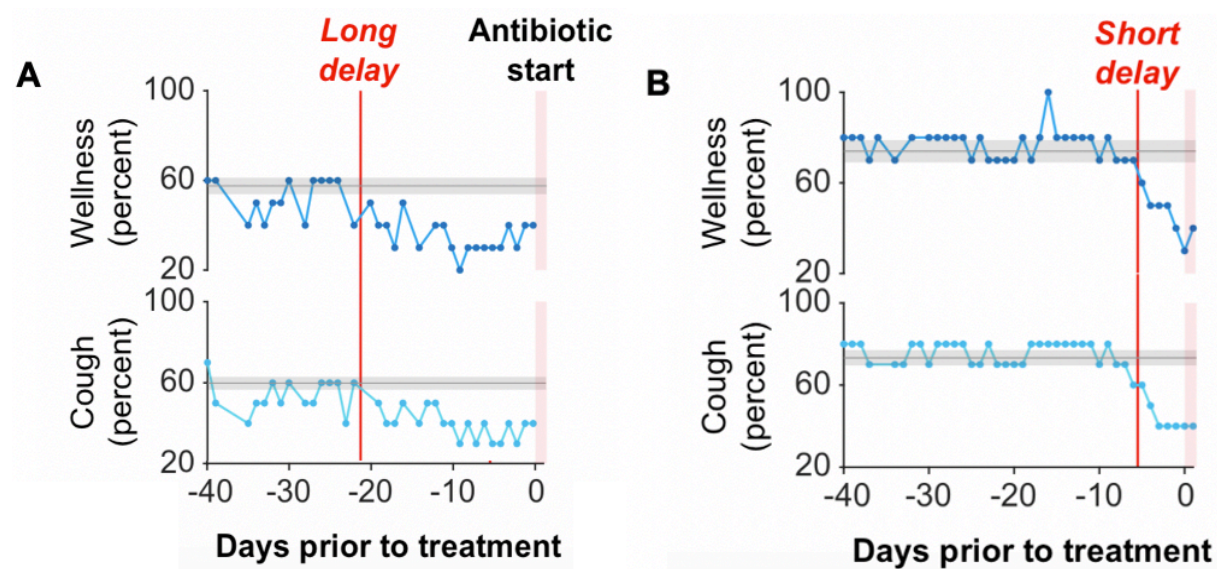 A
Long
delay
Antibiotic
start
Wellness
(percent)
100
60
20
Cough
(percent)
100
60
20
-40
-30
-20
-10
0
Days prior to treatment
B
Short
delay
Wellness
(percent)
100
60
20
Cough
(percent)
100
60
20
-40
-30
-20
-10
0
Days prior to treatment